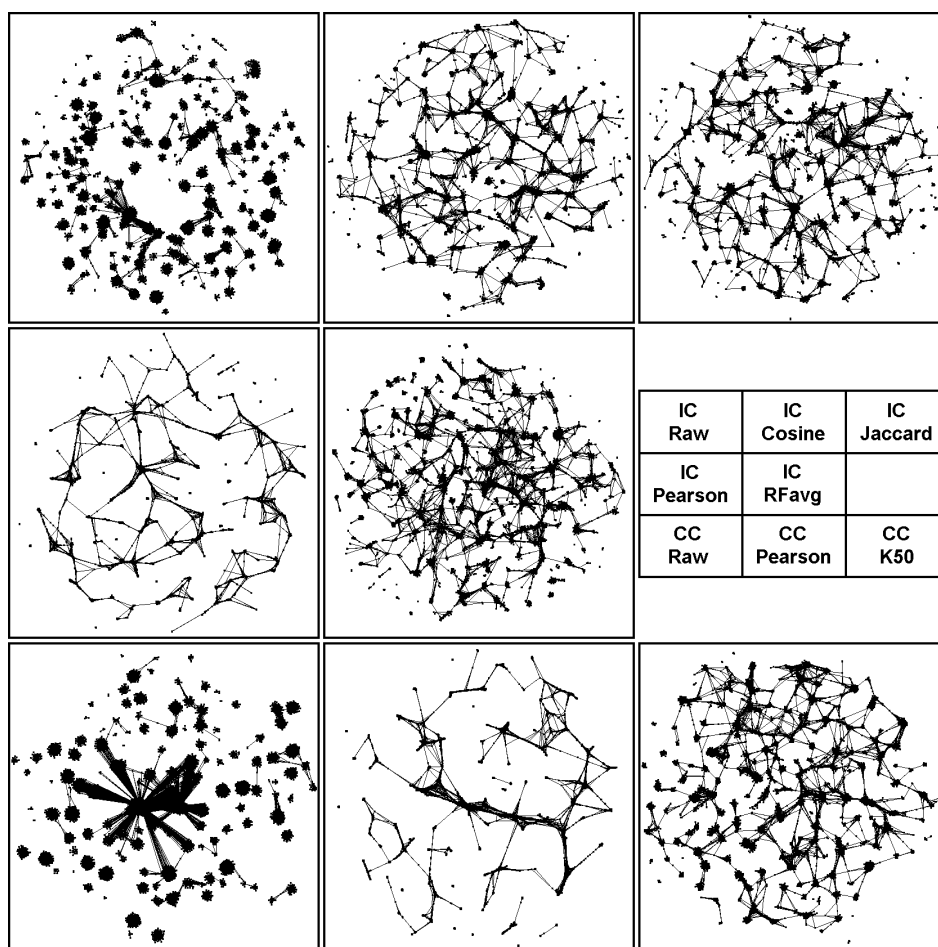 IC IC IC
Raw Cosine Jaccard
IC IC
Pearson RFavg
CC CC CC
Raw Pearson K50